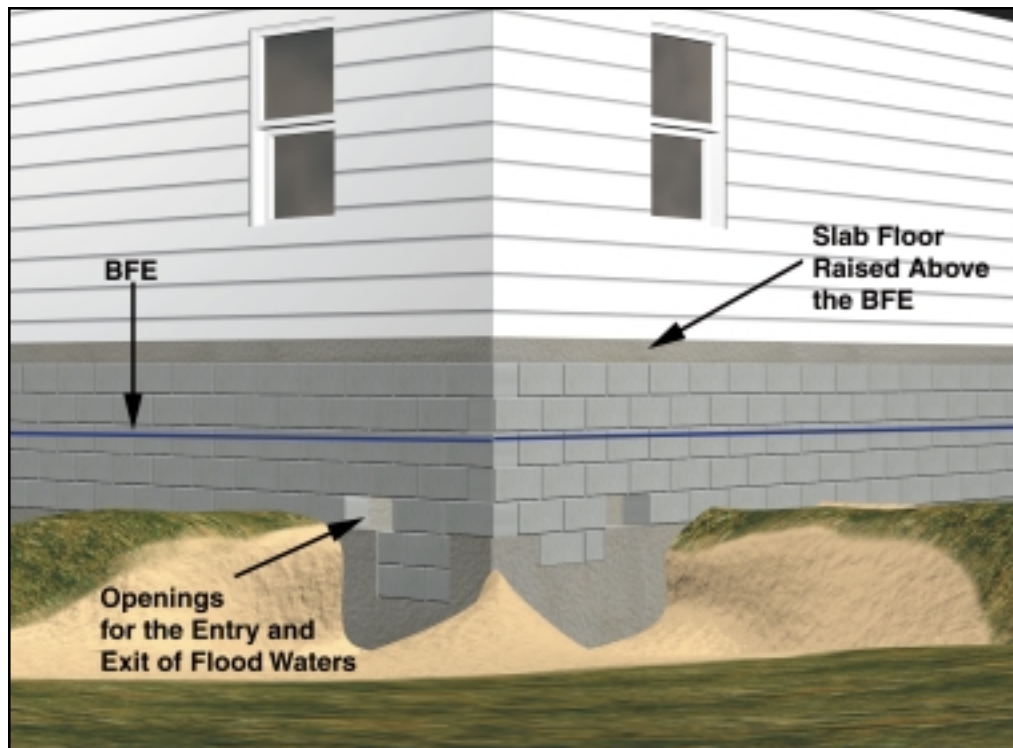 BFE
Slab Floor
Raised Above
the BFE
Openings
for the Entry and
Exit of Flood Waters